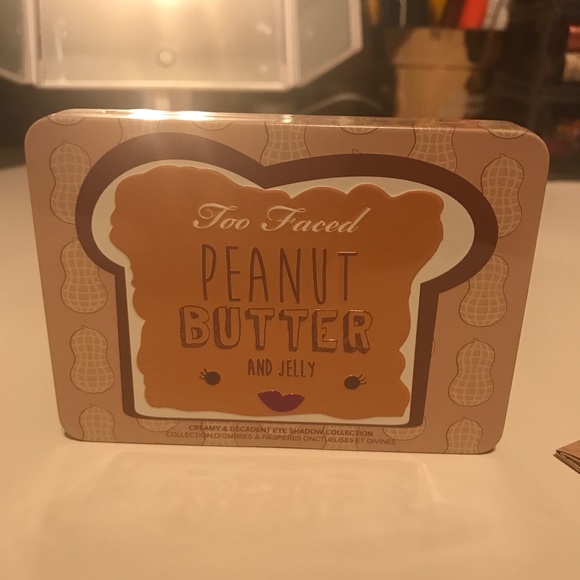 Too Faced
PEANUT
BUTTER
AND JELLY
CREAMY & DECADENT EYE SHADOW COLLECTION
COLLECTION D'OMBRES À PAUPIÈRES ONCTUEUSES ET DIVINES